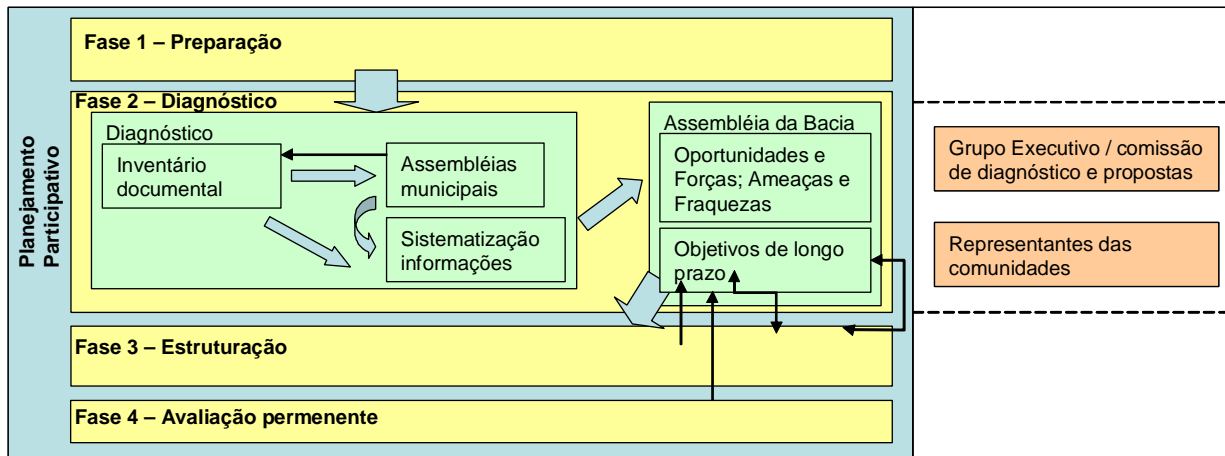 Planejamento
Participativo
Fase 1 – Preparação
Fase 2 – Diagnóstico
Diagnóstico
Inventário
documental
Assembléias
municipais
Sistematização
informações
Assembléia da Bacia
Oportunidades e
Forças; Ameaças e
Fraquezas
Objetivos de longo
prazo
Grupo Executivo / comissão
de diagnóstico e propostas
Representantes das
comunidades
Fase 3 – Estruturação
Fase 4 – Avaliação permenente